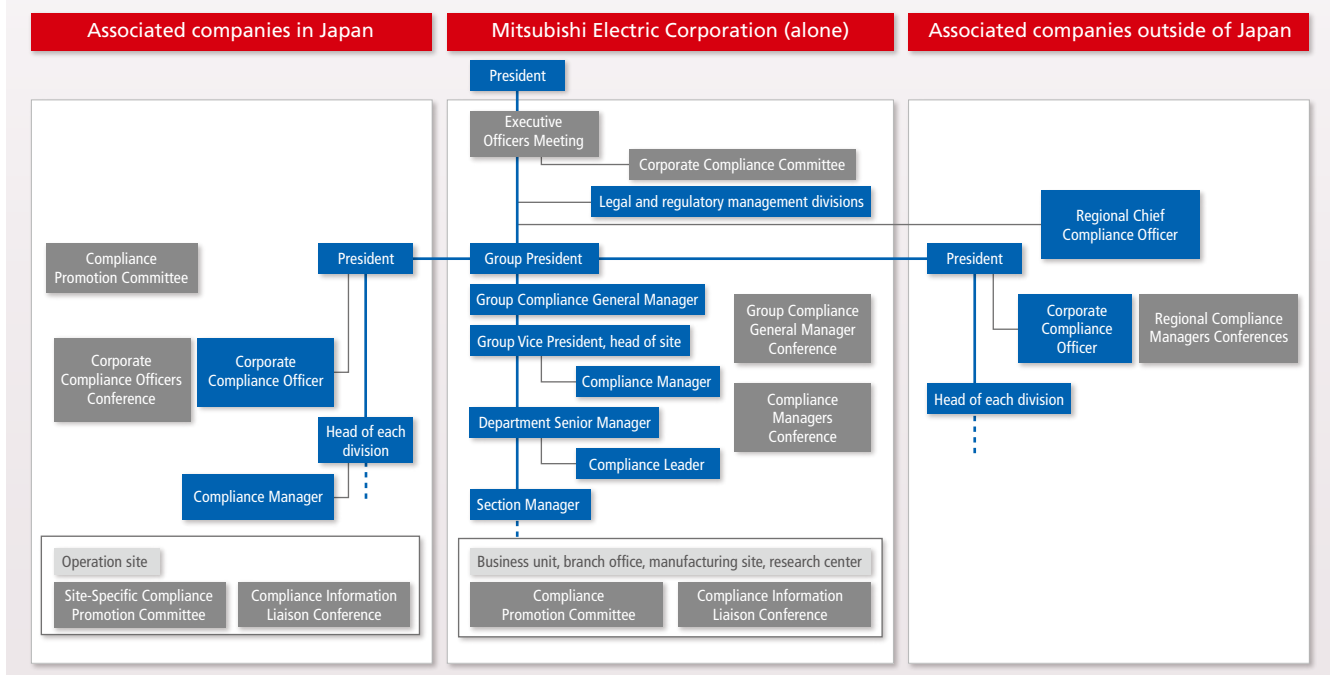 Associated companies in Japan
Mitsubishi Electric Corporation (alone)
Associated companies outside of Japan
President
Executive
Officers Meeting
Corporate Compliance Committee
Legal and regulatory management divisions
Regional Chief
Compliance Officer
Compliance
Promotion Committee
President
Group President
President
Group Compliance General Manager
Group Vice President, head of site
Compliance Manager
Group Compliance
General Manager
Conference
Corporate
Compliance
Officer
Regional Compliance
Managers Conferences
Corporate
Compliance Officers
Conference
Corporate
Compliance Officer
Compliance
Managers
Conference
Head of each division
Head of each
division
Department Senior Manager
Compliance Leader
Compliance Manager
Section Manager
Operation site
Site-Specific Compliance
Promotion Committee
Compliance Information
Liaison Conference
Business unit, branch office, manufacturing site, research center
Compliance
Promotion Committee
Compliance Information
Liaison Conference